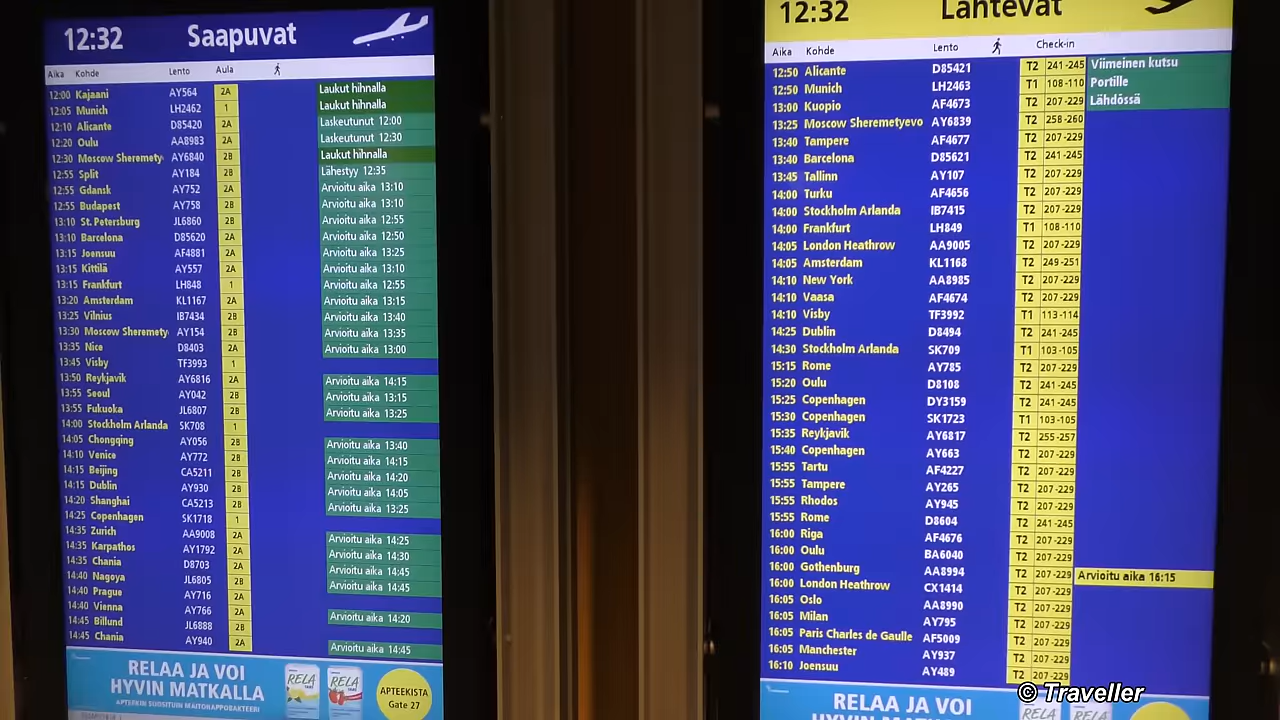 12:32 Saapuvat
Aika Kohde Lento Aula
12:00 Kajaani AY564 2A Laukut hihnalla
12:05 Munich LH2462 1 Laukut hihnalla
12:10 Alicante D85420 2A Laskeutunut 12:00
12:20 Oulu AA8983 2A Laskeutunut 12:30
12:30 Moscow Sheremety AY6840 2B Laukut hihnalla
12:55 Split AY184 2B Lähestyy 12:35
12:55 Gdansk AY752 2A Arvioitu aika 13:10
12:55 Budapest AY758 2B Arvioitu aika 13:10
13:10 St. Petersburg JL6860 2B Arvioitu aika 12:55
13:10 Barcelona D85620 2A Arvioitu aika 12:50
13:15 Joensuu AF4881 2A Arvioitu aika 13:25
13:15 Kittilä AY557 2A Arvioitu aika 13:10
13:15 Frankfurt LH848 1 Arvioitu aika 12:55
13:20 Amsterdam KL1167 2A Arvioitu aika 13:15
13:25 Vilnius IB7434 2B Arvioitu aika 13:40
13:30 Moscow Sheremety AY154 2B Arvioitu aika 13:35
13:35 Nice D8403 2A Arvioitu aika 13:00
13:45 Visby TF3993 1
13:50 Reykjavik AY6816 2A Arvioitu aika 14:15
13:55 Seoul AY042 2B Arvioitu aika 13:15
13:55 Fukuoka JL6807 2B Arvioitu aika 13:25
14:00 Stockholm Arlanda SK708 1
14:05 Chongqing AY056 2B Arvioitu aika 13:40
14:10 Venice AY772 2B Arvioitu aika 14:15
14:15 Beijing CA5211 2B Arvioitu aika 14:20
14:15 Dublin AY930 2B Arvioitu aika 14:05
14:20 Shanghai CA5213 2B Arvioitu aika 13:25
14:25 Copenhagen SK1718 1
14:35 Zurich AA9008 2A Arvioitu aika 14:25
14:35 Karpathos AY1792 2A Arvioitu aika 14:30
14:35 Chania D8703 2A Arvioitu aika 14:45
14:40 Nagoya JL6805 2B Arvioitu aika 14:45
14:40 Prague AY716 2A
14:40 Vienna AY766 2A Arvioitu aika 14:20
14:45 Billund JL6888 2B
14:45 Chania AY940 2A Arvioitu aika 14:45
RELAA JA VOI
HYVIN MATKALLA
APTEEKIN SUOSITUIN MAITOHAPPOBAKTEERI
RELA
RELA
APTEEKISTA
Gate 27
12:32 Lähtevät
Aika Kohde Lento Check-in
12:50 Alicante D85421 T2 241-245 Viimeinen kutsu
12:50 Munich LH2463 T1 108-110 Portille
13:00 Kuopio AF4673 T2 207-229 Lähdössä
13:25 Moscow Sheremetyevo AY6839 T2 258-260
13:40 Tampere AF4677 T2 207-229
13:40 Barcelona D85621 T2 241-245
13:45 Tallinn AY107 T2 207-229
14:00 Turku AF4656 T2 207-229
14:00 Stockholm Arlanda IB7415 T2 207-229
14:00 Frankfurt LH849 T1 108-110
14:05 London Heathrow AA9005 T2 207-229
14:05 Amsterdam KL1168 T2 249-251
14:10 New York AA8985 T2 207-229
14:10 Vaasa AF4674 T2 207-229
14:10 Visby TF3992 T1 113-114
14:25 Dublin D8494 T2 241-245
14:30 Stockholm Arlanda SK709 T1 103-105
15:15 Rome AY785 T2 207-229
15:20 Oulu D8108 T2 241-245
15:25 Copenhagen DY3159 T2 241-245
15:30 Copenhagen SK1723 T1 103-105
15:35 Reykjavik AY6817 T2 255-257
15:40 Copenhagen AY663 T2 207-229
15:55 Tartu AF4227 T2 207-229
15:55 Tampere AY265 T2 207-229
15:55 Rhodos AY945 T2 207-229
15:55 Rome D8604 T2 241-245
16:00 Riga AF4676 T2 207-229
16:00 Oulu BA6040 T2 207-229
16:00 Gothenburg AA8994 T2 207-229 Arvioitu aika 16:15
16:00 London Heathrow CX1414 T2 207-229
16:05 Oslo AA8990 T2 207-229
16:05 Milan AY795 T2 207-229
16:05 Paris Charles de Gaulle AF5009 T2 207-229
16:05 Manchester AY937 T2 207-229
16:10 Joensuu AY489 T2 207-229
RELAA JA VOI
HYVIN MATKALLA
RELA
RELA
© Traveller